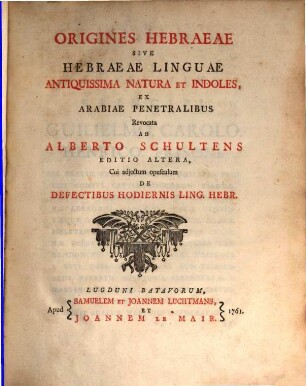 ORIGINES HEBRAEAE
SIVE
HEBRAEAE LINGUAE
ANTIQUISSIMA NATURA ET INDOLES,
EX
ARABIAE PENETRALIBUS
Revocata
AB
ALBERTO SCHULTENS
EDITIO ALTERA,
Cui adjectum opusculum
DE
DEFECTIBUS HODIERNIS LING. HEBR.
LUGDUNI BATAVORUM,
SAMUELEM ET JOANNEM LUCHTMANS,
Apud { ET } 1761.
JOANNEM LE MAIR.